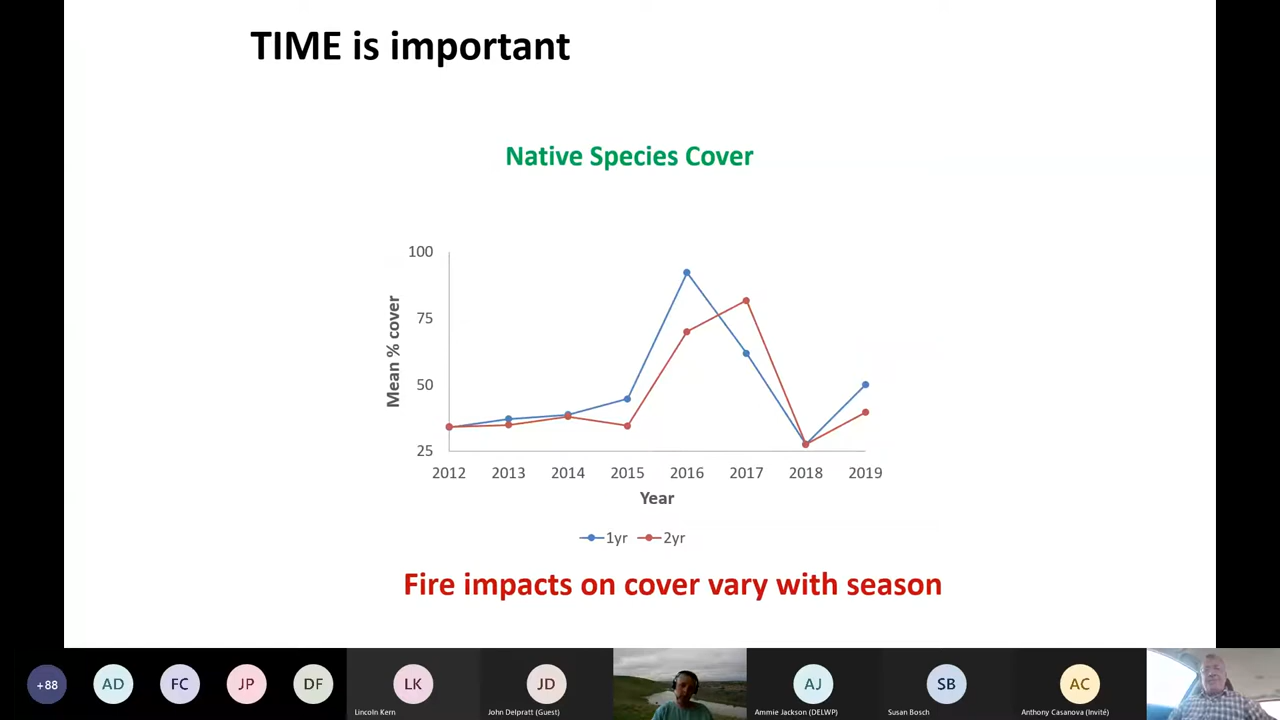 TIME is important
Native Species Cover
100
75
50
25
Mean % cover
2012 2013 2014 2015 2016 2017 2018 2019
Year
1yr 2yr
Fire impacts on cover vary with season
+88 AD FC JP DF LK JD AJ SB AC
Lincoln Kern John Delpratt (Guest) Ammie Jackson (DELWP) Susan Bosch Anthony Casanova (Invité)